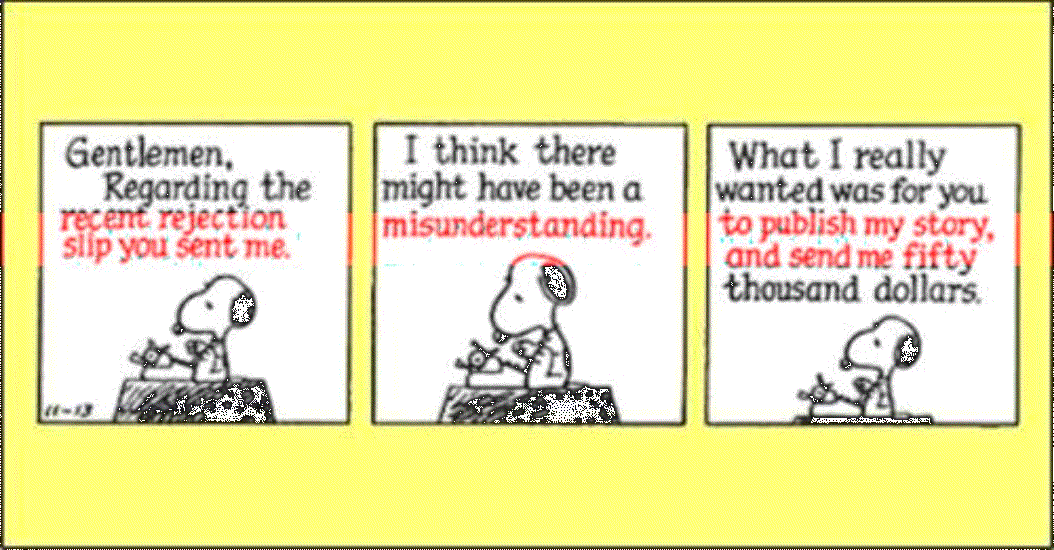 Gentlemen,
Regarding the
recent rejection
slip you sent me.
11-13
I think there
might have been a
misunderstanding.
What I really
wanted was for you
to publish my story,
and send me fifty
thousand dollars.